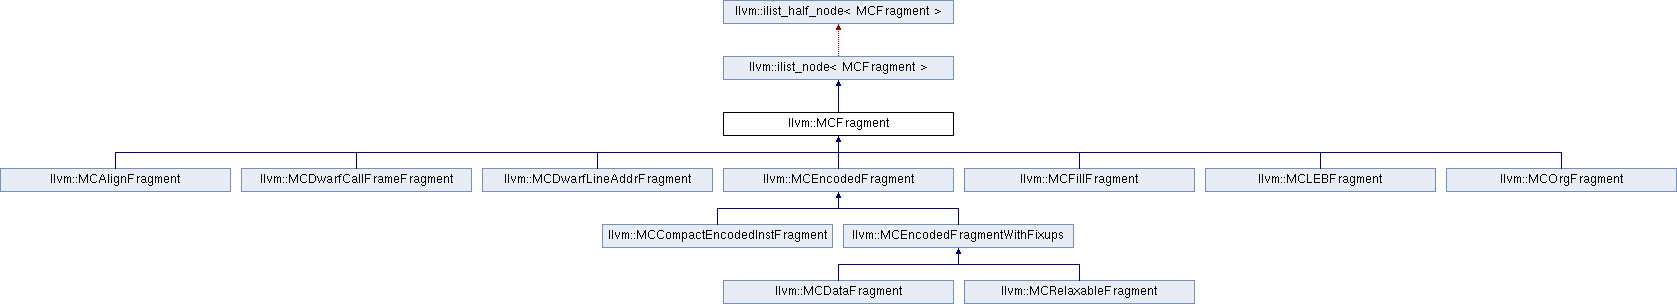 llvm::ilist_half_node< MCFragment >
llvm::ilist_node< MCFragment >
llvm::MCFragment
llvm::MCAlignFragment
llvm::MCDwarfCallFrameFragment
llvm::MCDwarfLineAddrFragment
llvm::MCEncodedFragment
llvm::MCFillFragment
llvm::MCLEBFragment
llvm::MCOrgFragment
llvm::MCCompactEncodedInstFragment
llvm::MCEncodedFragmentWithFixups
llvm::MCDataFragment
llvm::MCRelaxableFragment